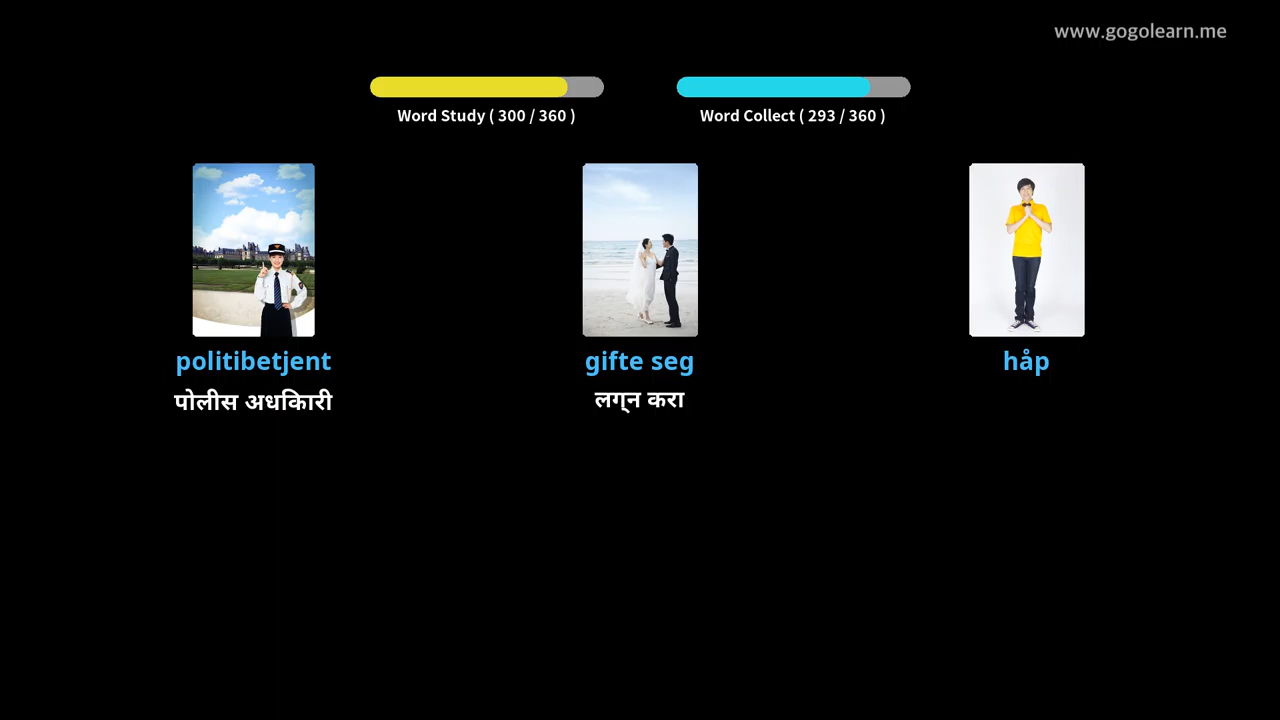 www.gogolearn.me
Word Study ( 300 / 360 )
Word Collect ( 293 / 360 )
politibetjent
gifte seg
håp
पोलीस अधिकारी
लग्न करा